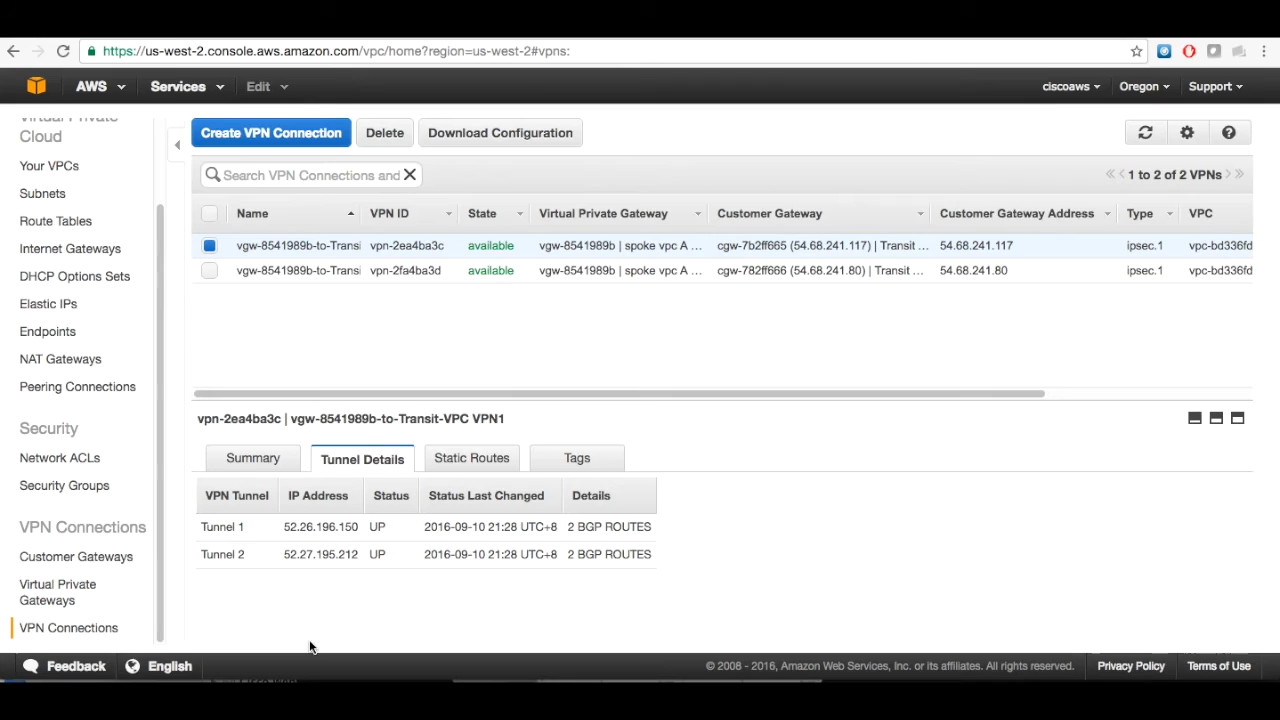 https://us-west-2.console.aws.amazon.com/vpc/home?region=us-west-2#vpns:
AWS Services Edit ciscoaws Oregon Support
Virtual Private
Cloud
Your VPCs
Subnets
Route Tables
Internet Gateways
DHCP Options Sets
Elastic IPs
Endpoints
NAT Gateways
Peering Connections
Security
Network ACLs
Security Groups
VPN Connections
Customer Gateways
Virtual Private
Gateways
VPN Connections
Create VPN Connection Delete Download Configuration
Search VPN Connections and 1 to 2 of 2 VPNs
Name VPN ID State Virtual Private Gateway Customer Gateway Customer Gateway Address Type VPC
vgw-8541989b-to-Transi vpn-2ea4ba3c available vgw-8541989b | spoke vpc A ... cgw-7b2ff665 (54.68.241.117) | Transit ... 54.68.241.117 ipsec.1 vpc-bd336fd
vgw-8541989b-to-Transi vpn-2fa4ba3d available vgw-8541989b | spoke vpc A ... cgw-782ff666 (54.68.241.80) | Transit ... 54.68.241.80 ipsec.1 vpc-bd336fd
vpn-2ea4ba3c | vgw-8541989b-to-Transit-VPC VPN1
Summary Tunnel Details Static Routes Tags
VPN Tunnel IP Address Status Status Last Changed Details
Tunnel 1 52.26.196.150 UP 2016-09-10 21:28 UTC+8 2 BGP ROUTES
Tunnel 2 52.27.195.212 UP 2016-09-10 21:28 UTC+8 2 BGP ROUTES
Feedback English © 2008 - 2016, Amazon Web Services, Inc. or its affiliates. All rights reserved. Privacy Policy Terms of Use